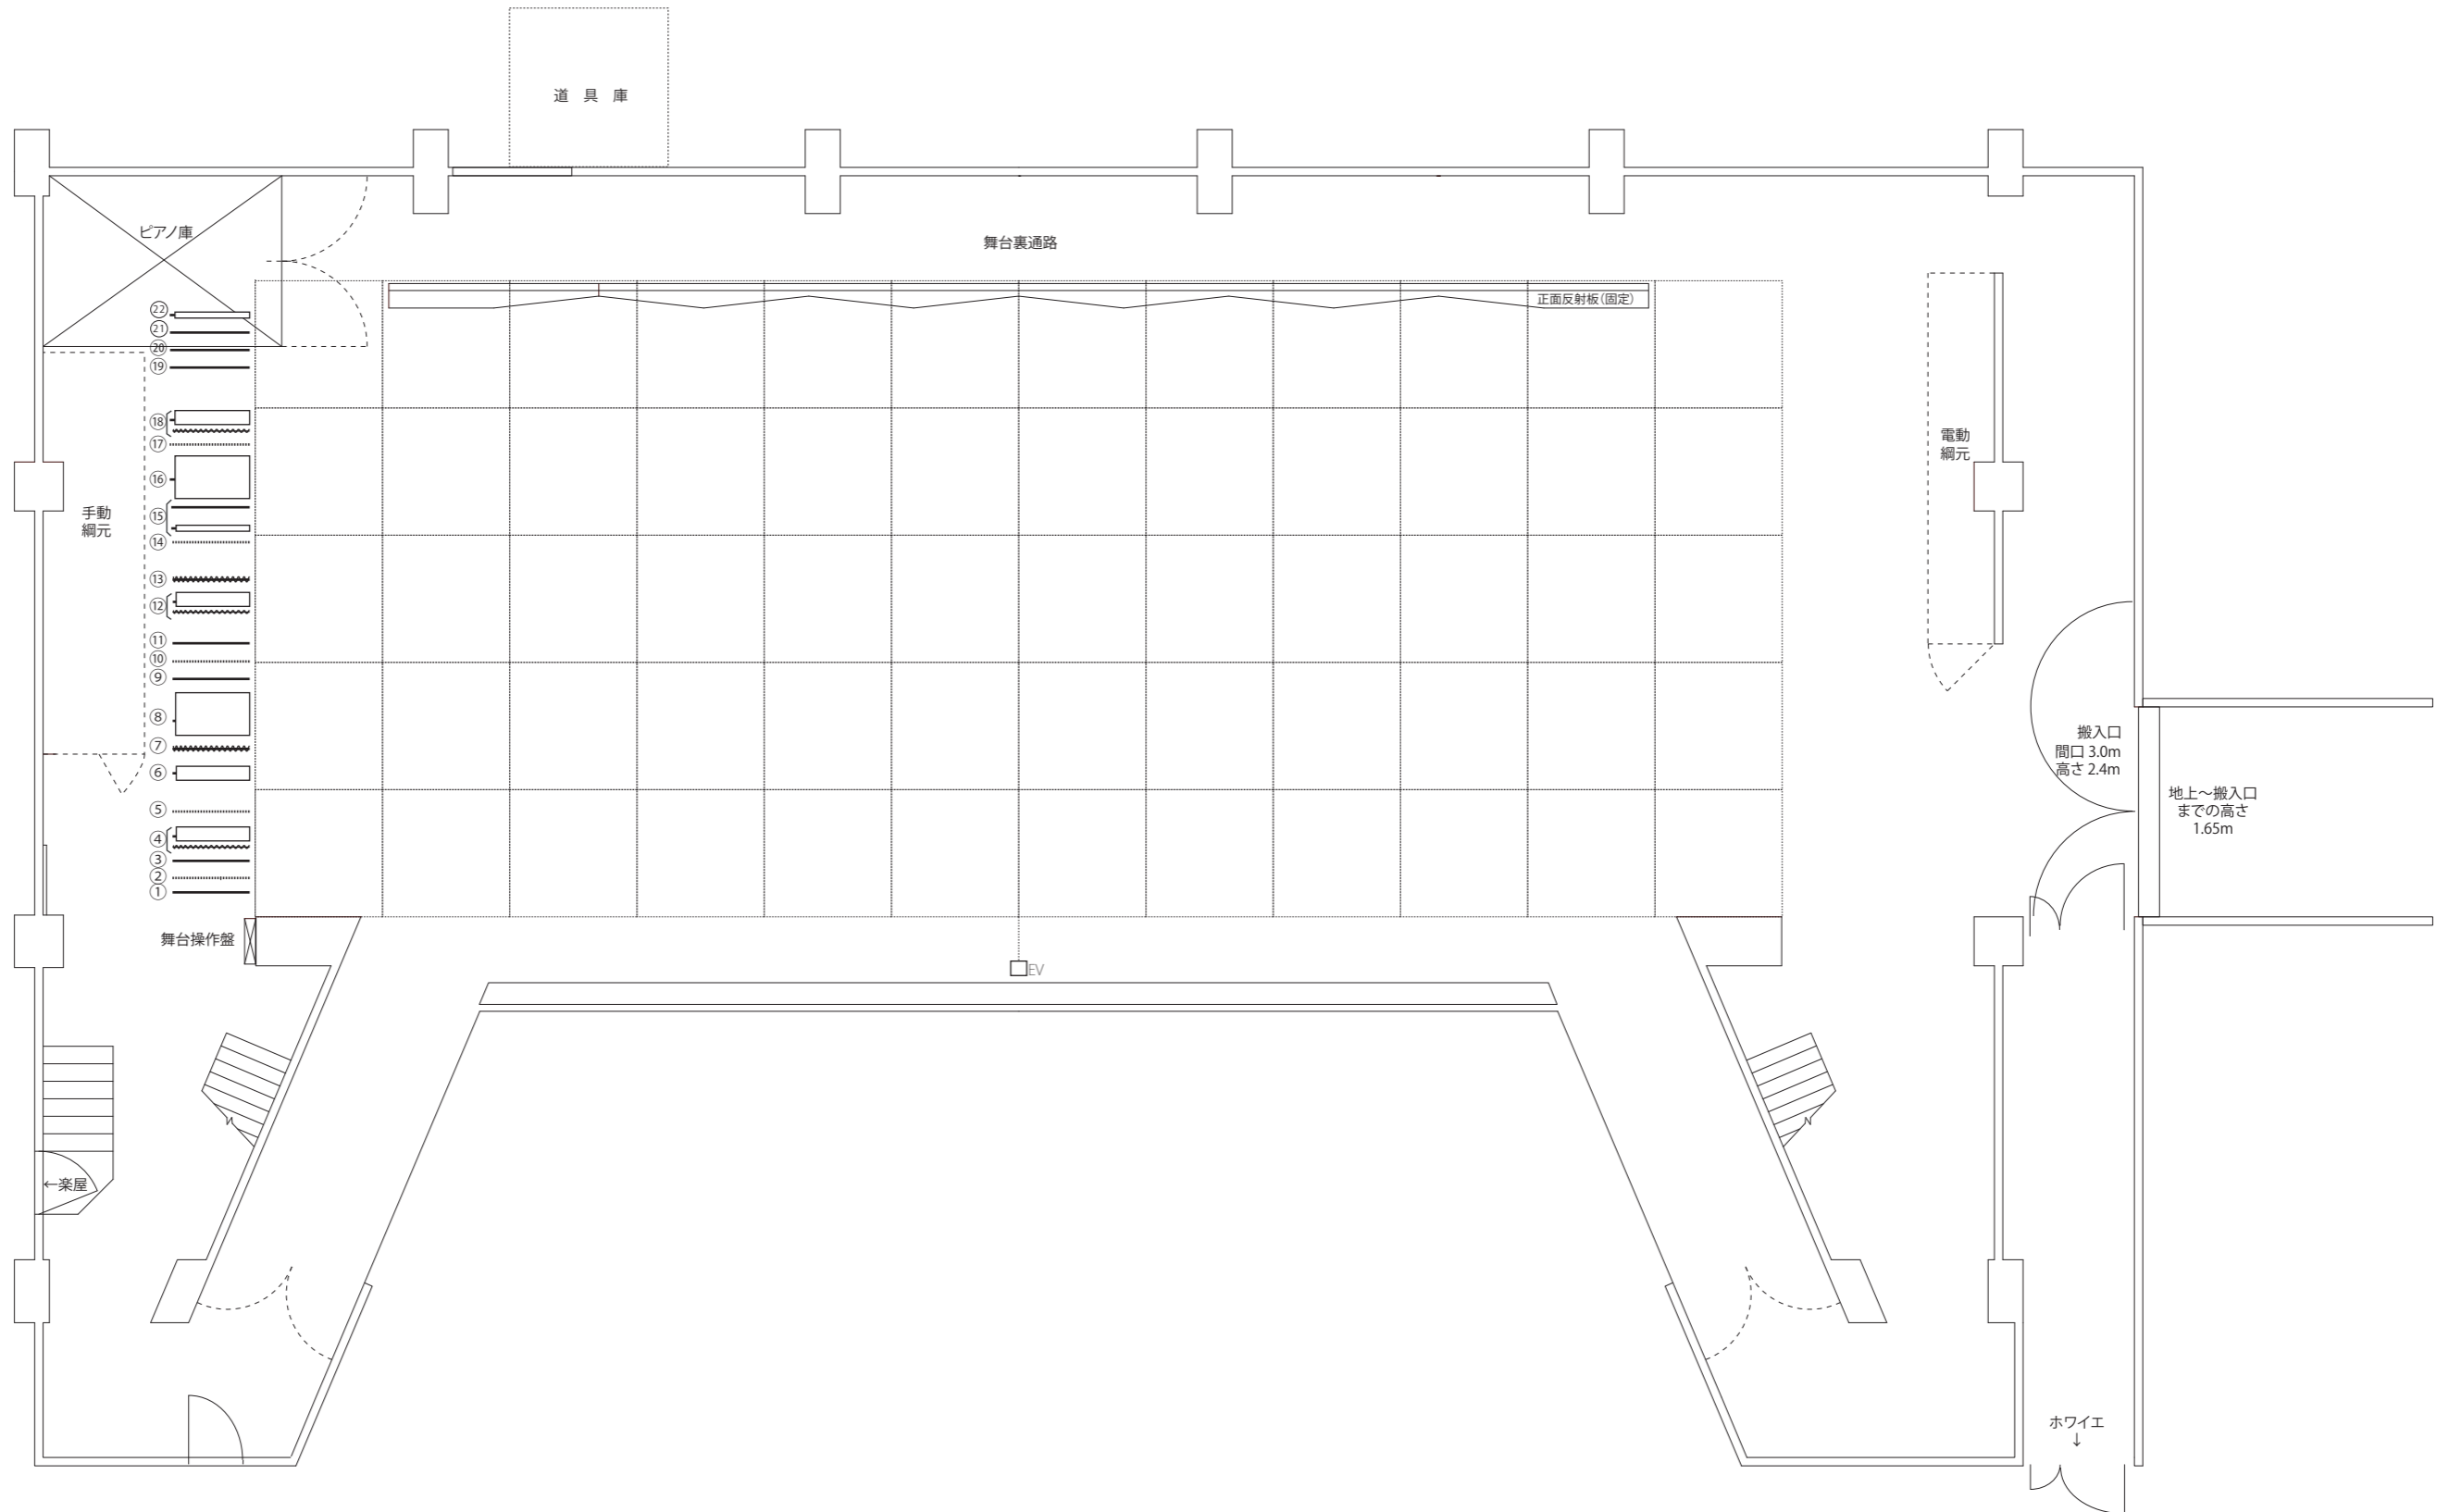 道 具 庫
ピアノ庫
舞台裏通路
正面反射板(固定)
㉒
㉑
⑳
⑲
⑱
⑰
⑯
⑮
⑭
⑬
⑫
⑪
⑩
⑨
⑧
⑦
⑥
⑤
④
③
②
①
手動
綱元
電動
綱元
搬入口
間口 3.0m
高さ 2.4m
地上～搬入口
までの高さ
1.65m
舞台操作盤
EV
←楽屋
ホワイエ
↓